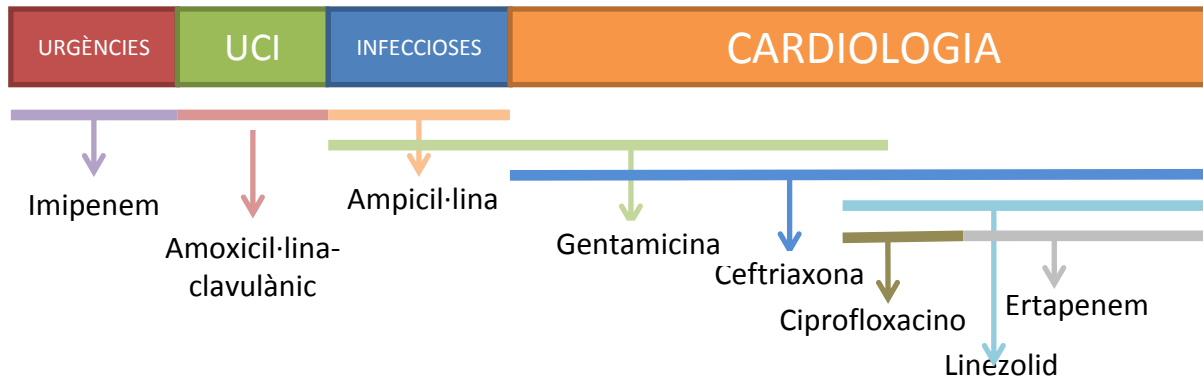 URGÈNCIES
UCI
INFECCIOSES
CARDIOLOGIA
Imipenem
Amoxicil·lina-
clavulànic
Ampicil·lina
Gentamicina
Ceftriaxona
Ciprofloxacino
Ertapenem
Linezolid